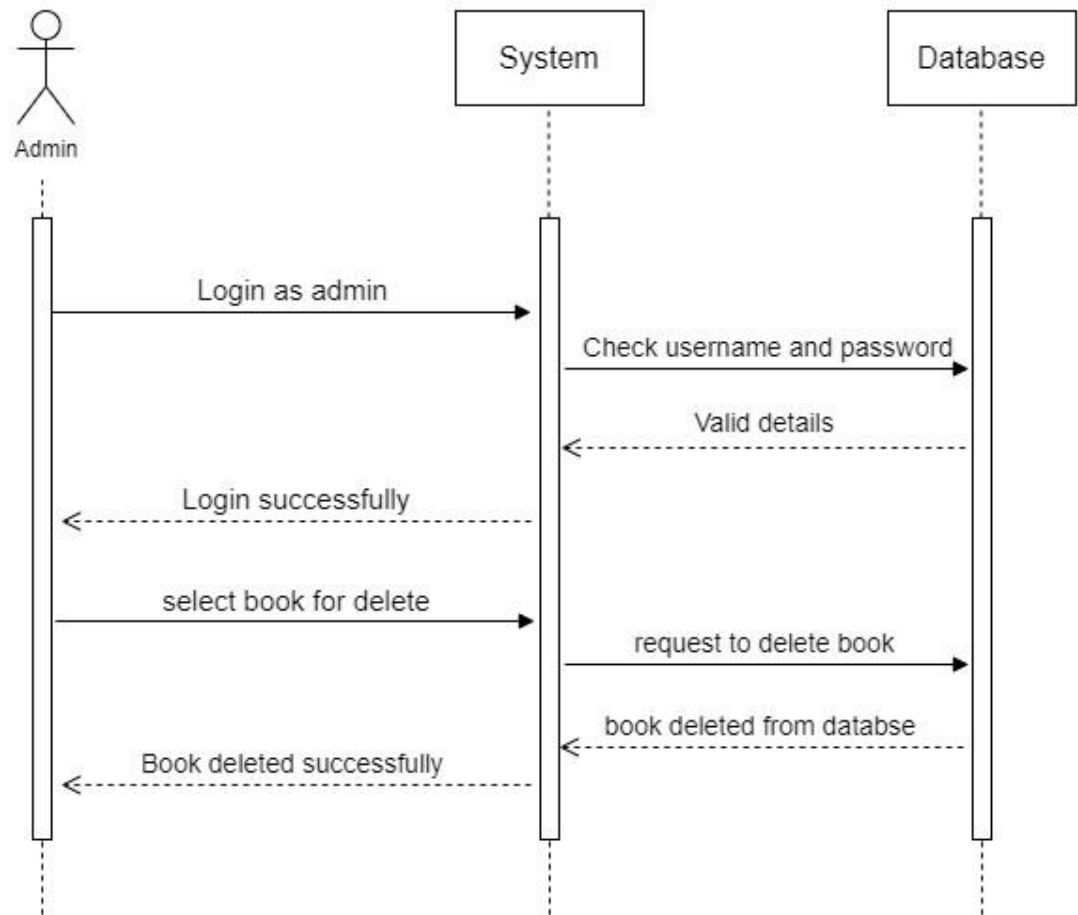 System
Database
Admin
Login as admin
Check username and password
Valid details
Login successfully
select book for delete
request to delete book
book deleted from databse
Book deleted successfully